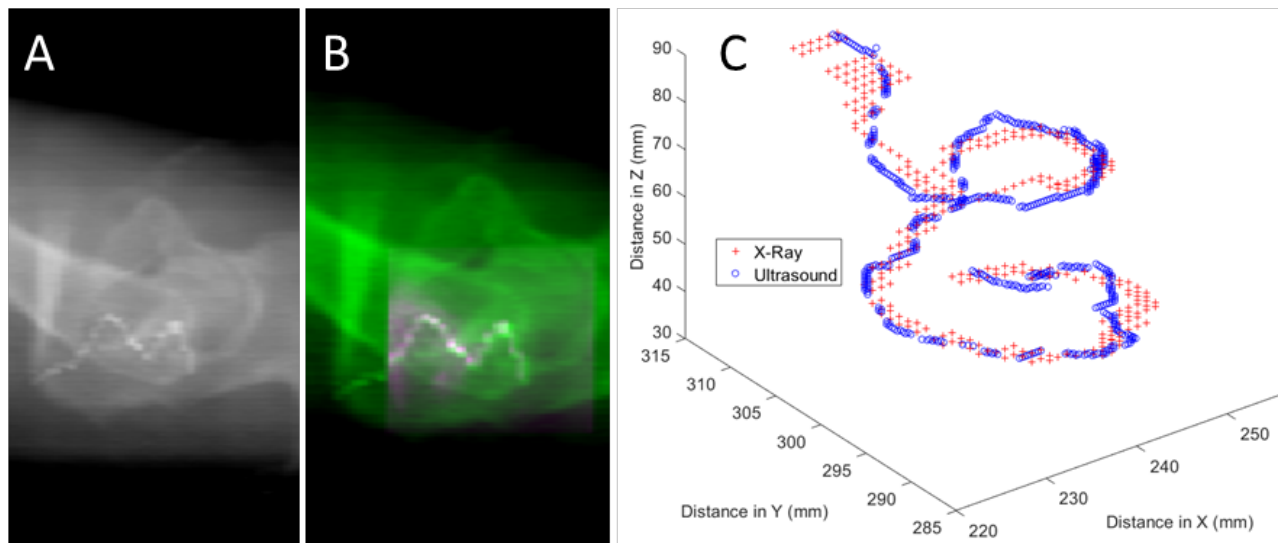 A
B
C
90
80
70
60
50
40
30
Distance in Z (mm)
X-Ray
Ultrasound
315
310
305
300
295
290
285
Distance in Y (mm)
220
230
240
250
Distance in X (mm)